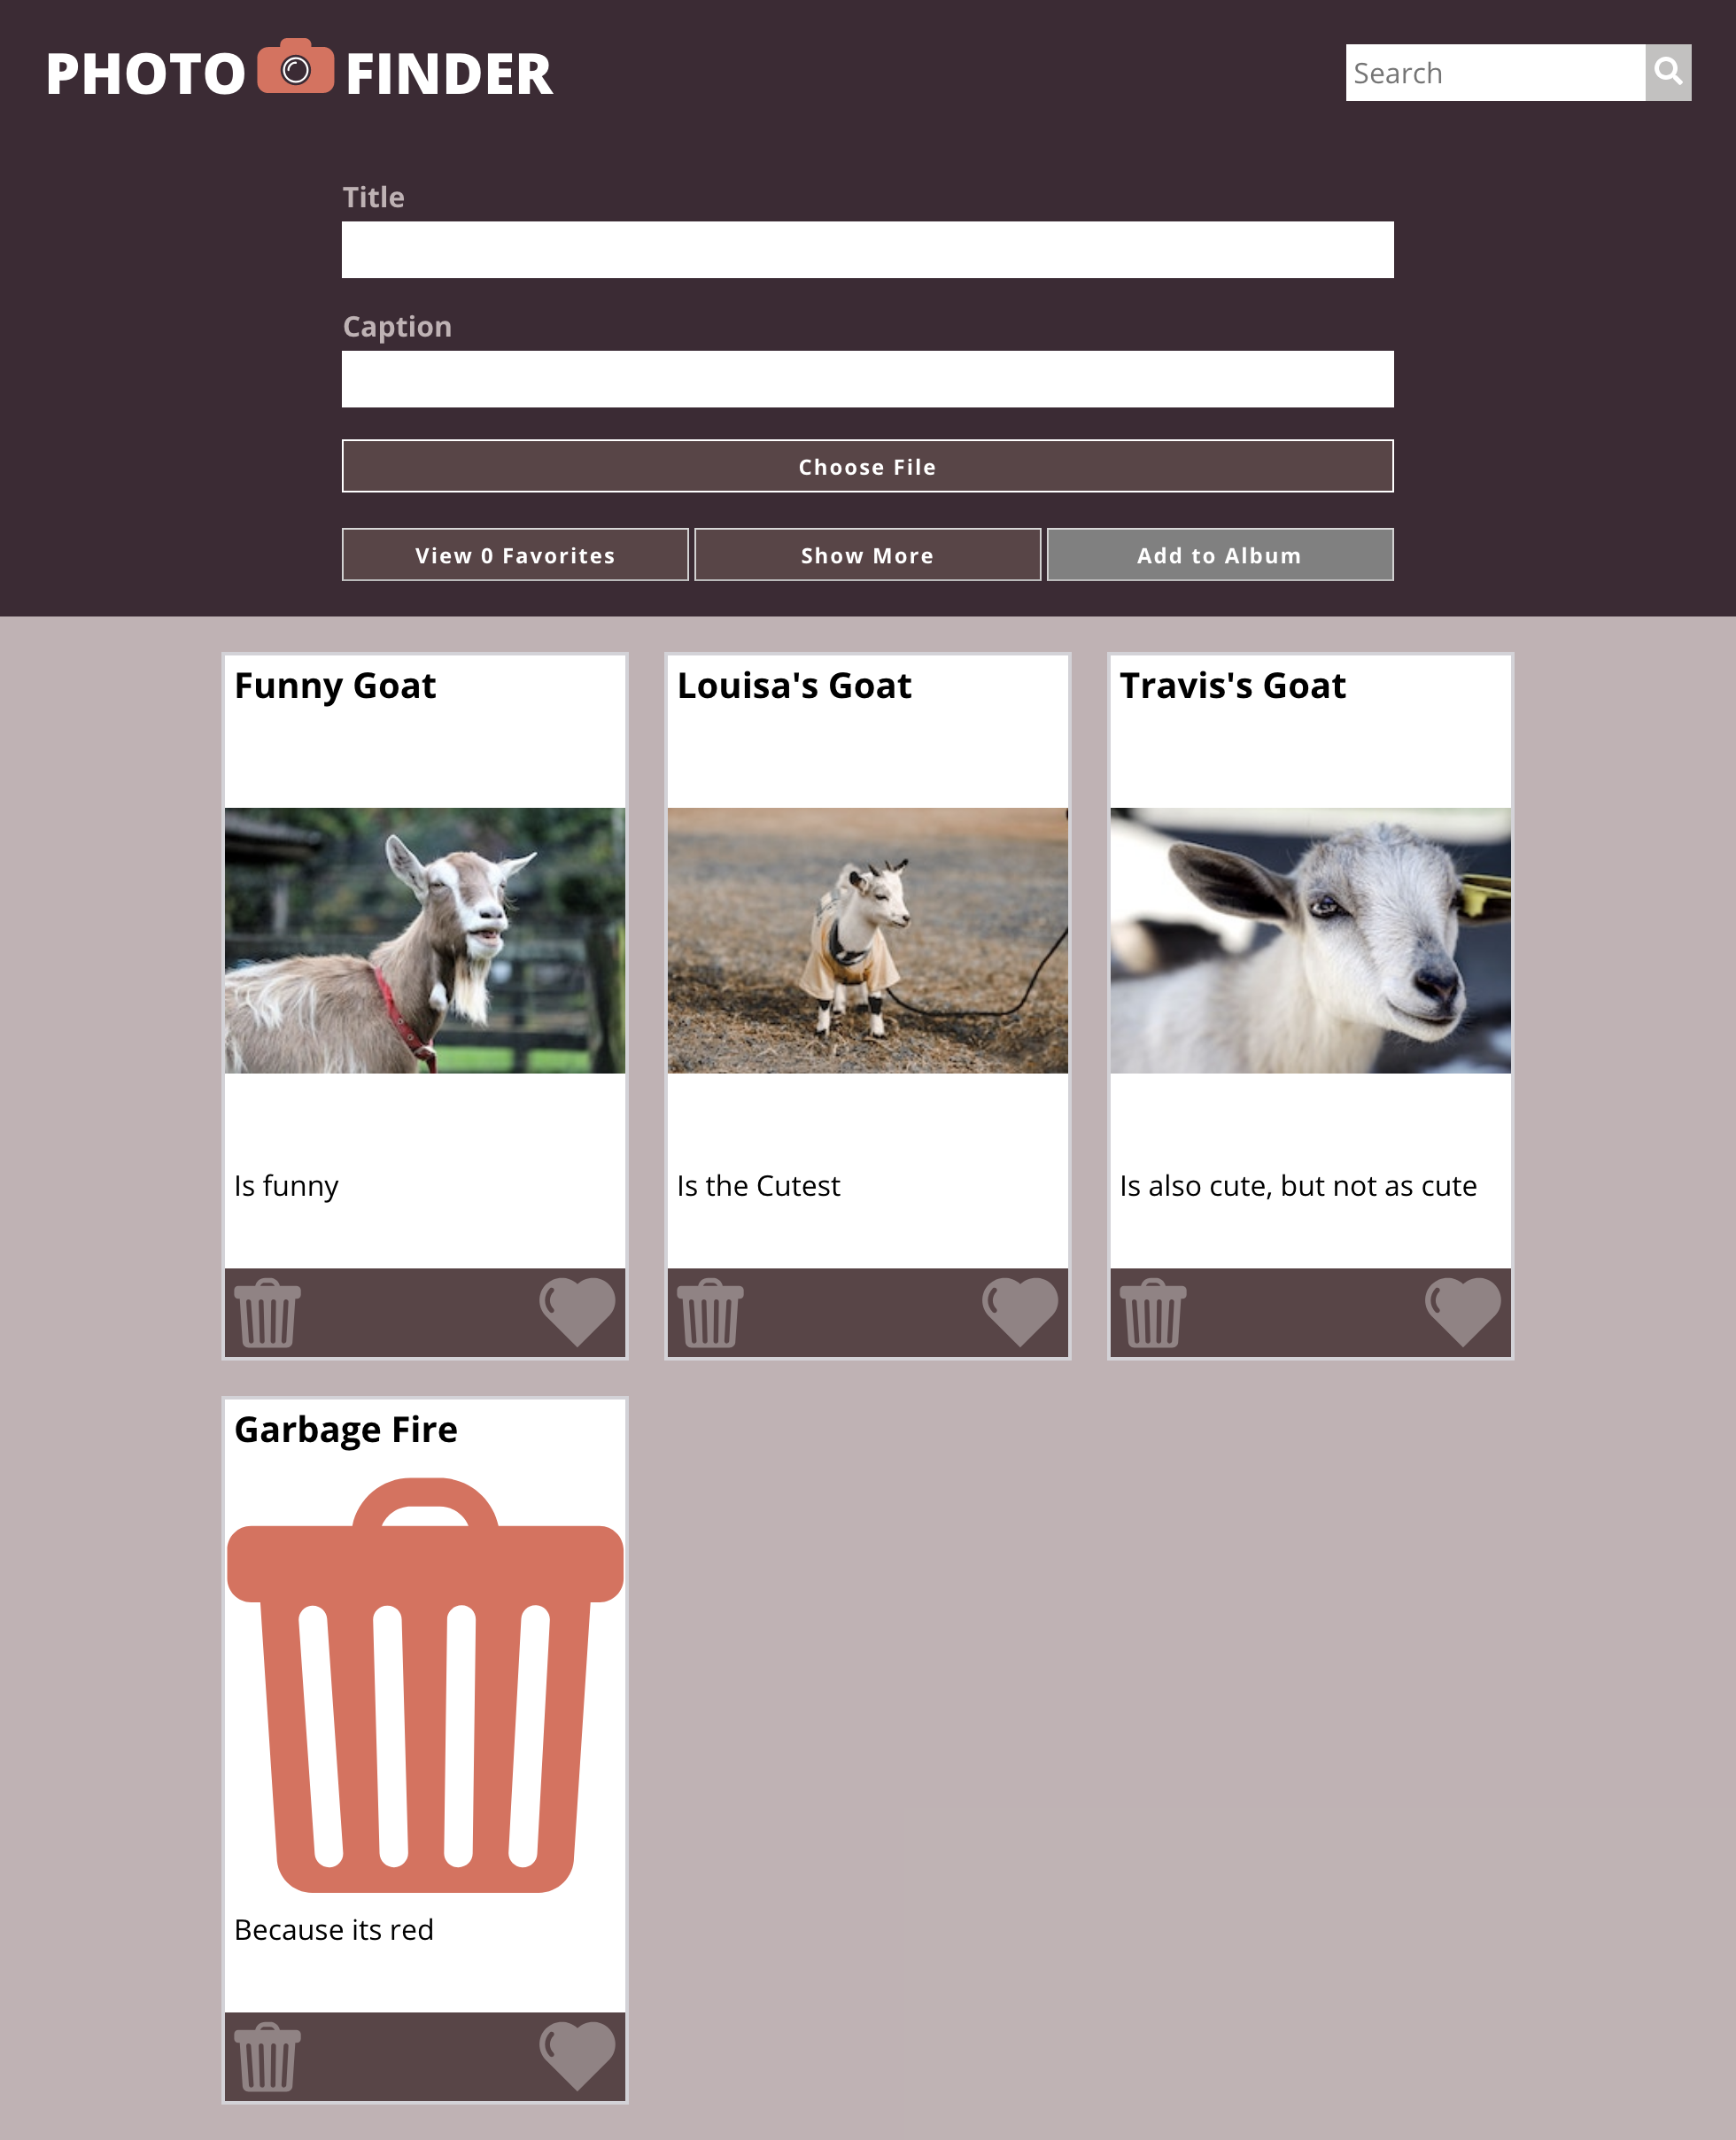 PHOTO FINDER
Search
Title
Caption
Choose File
View 0 Favorites
Show More
Add to Album
Funny Goat
Is funny
Louisa's Goat
Is the Cutest
Travis's Goat
Is also cute, but not as cute
Garbage Fire
Because its red